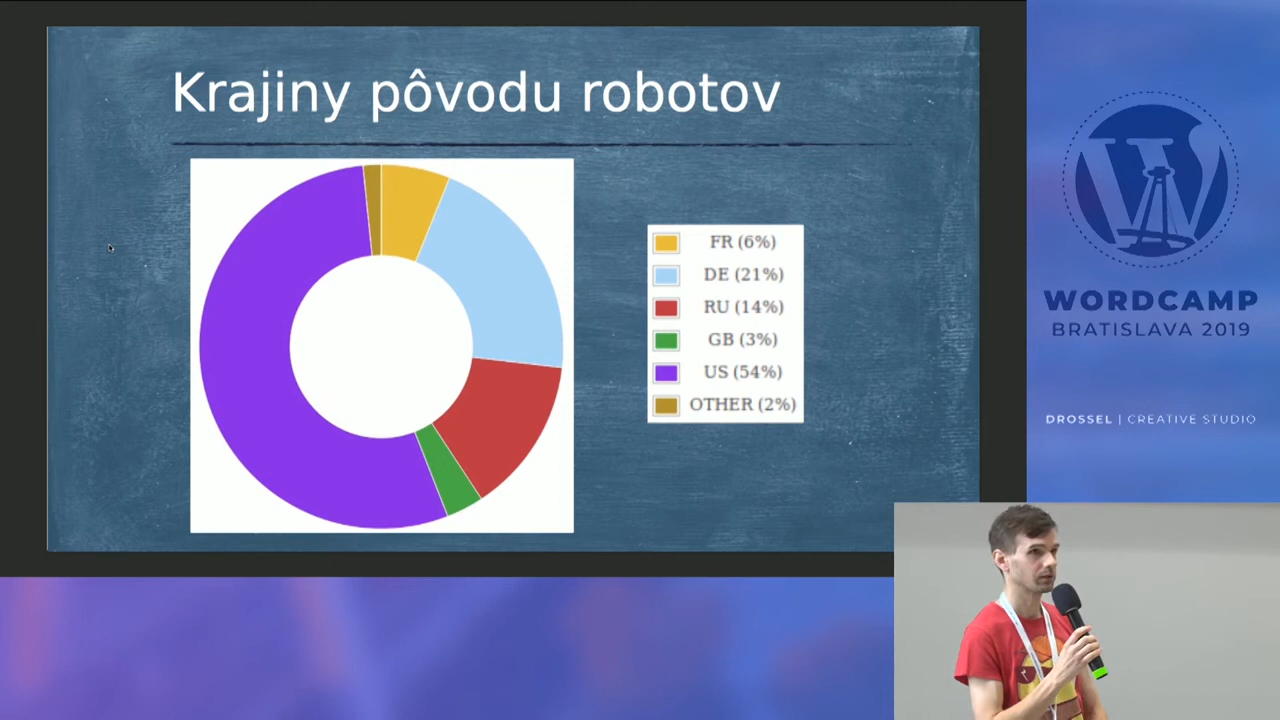 Krajiny pôvodu robotov
FR (6%)
DE (21%)
RU (14%)
GB (3%)
US (54%)
OTHER (2%)
W
WORDCAMP
BRATISLAVA 2019
DROSSEL | CREATIVE STUDIO